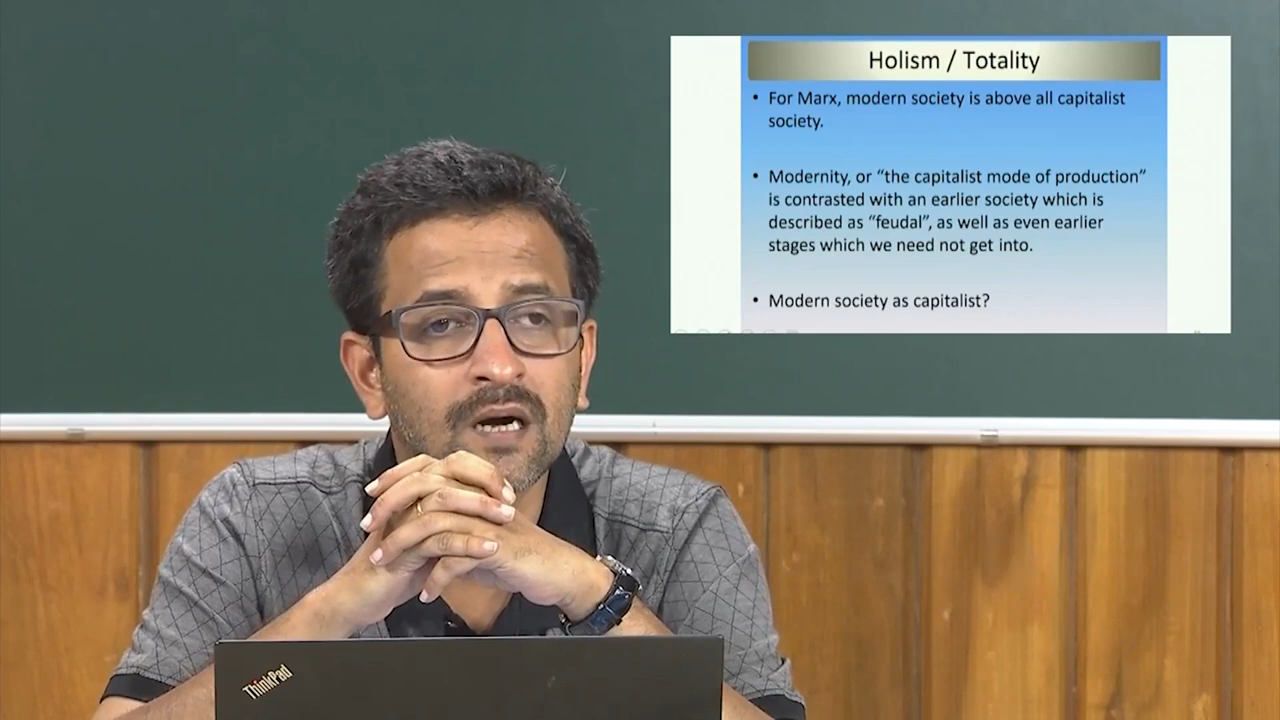 Holism / Totality
• For Marx, modern society is above all capitalist
society.
• Modernity, or “the capitalist mode of production”
is contrasted with an earlier society which is
described as “feudal”, as well as even earlier
stages which we need not get into.
• Modern society as capitalist?
ThinkPad